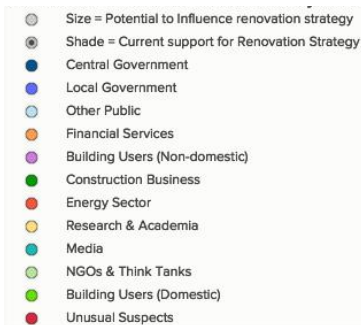 Size = Potential to Influence renovation strategy
Shade = Current support for Renovation Strategy
Central Government
Local Government
Other Public
Financial Services
Building Users (Non-domestic)
Construction Business
Energy Sector
Research & Academia
Media
NGOs & Think Tanks
Building Users (Domestic)
Unusual Suspects